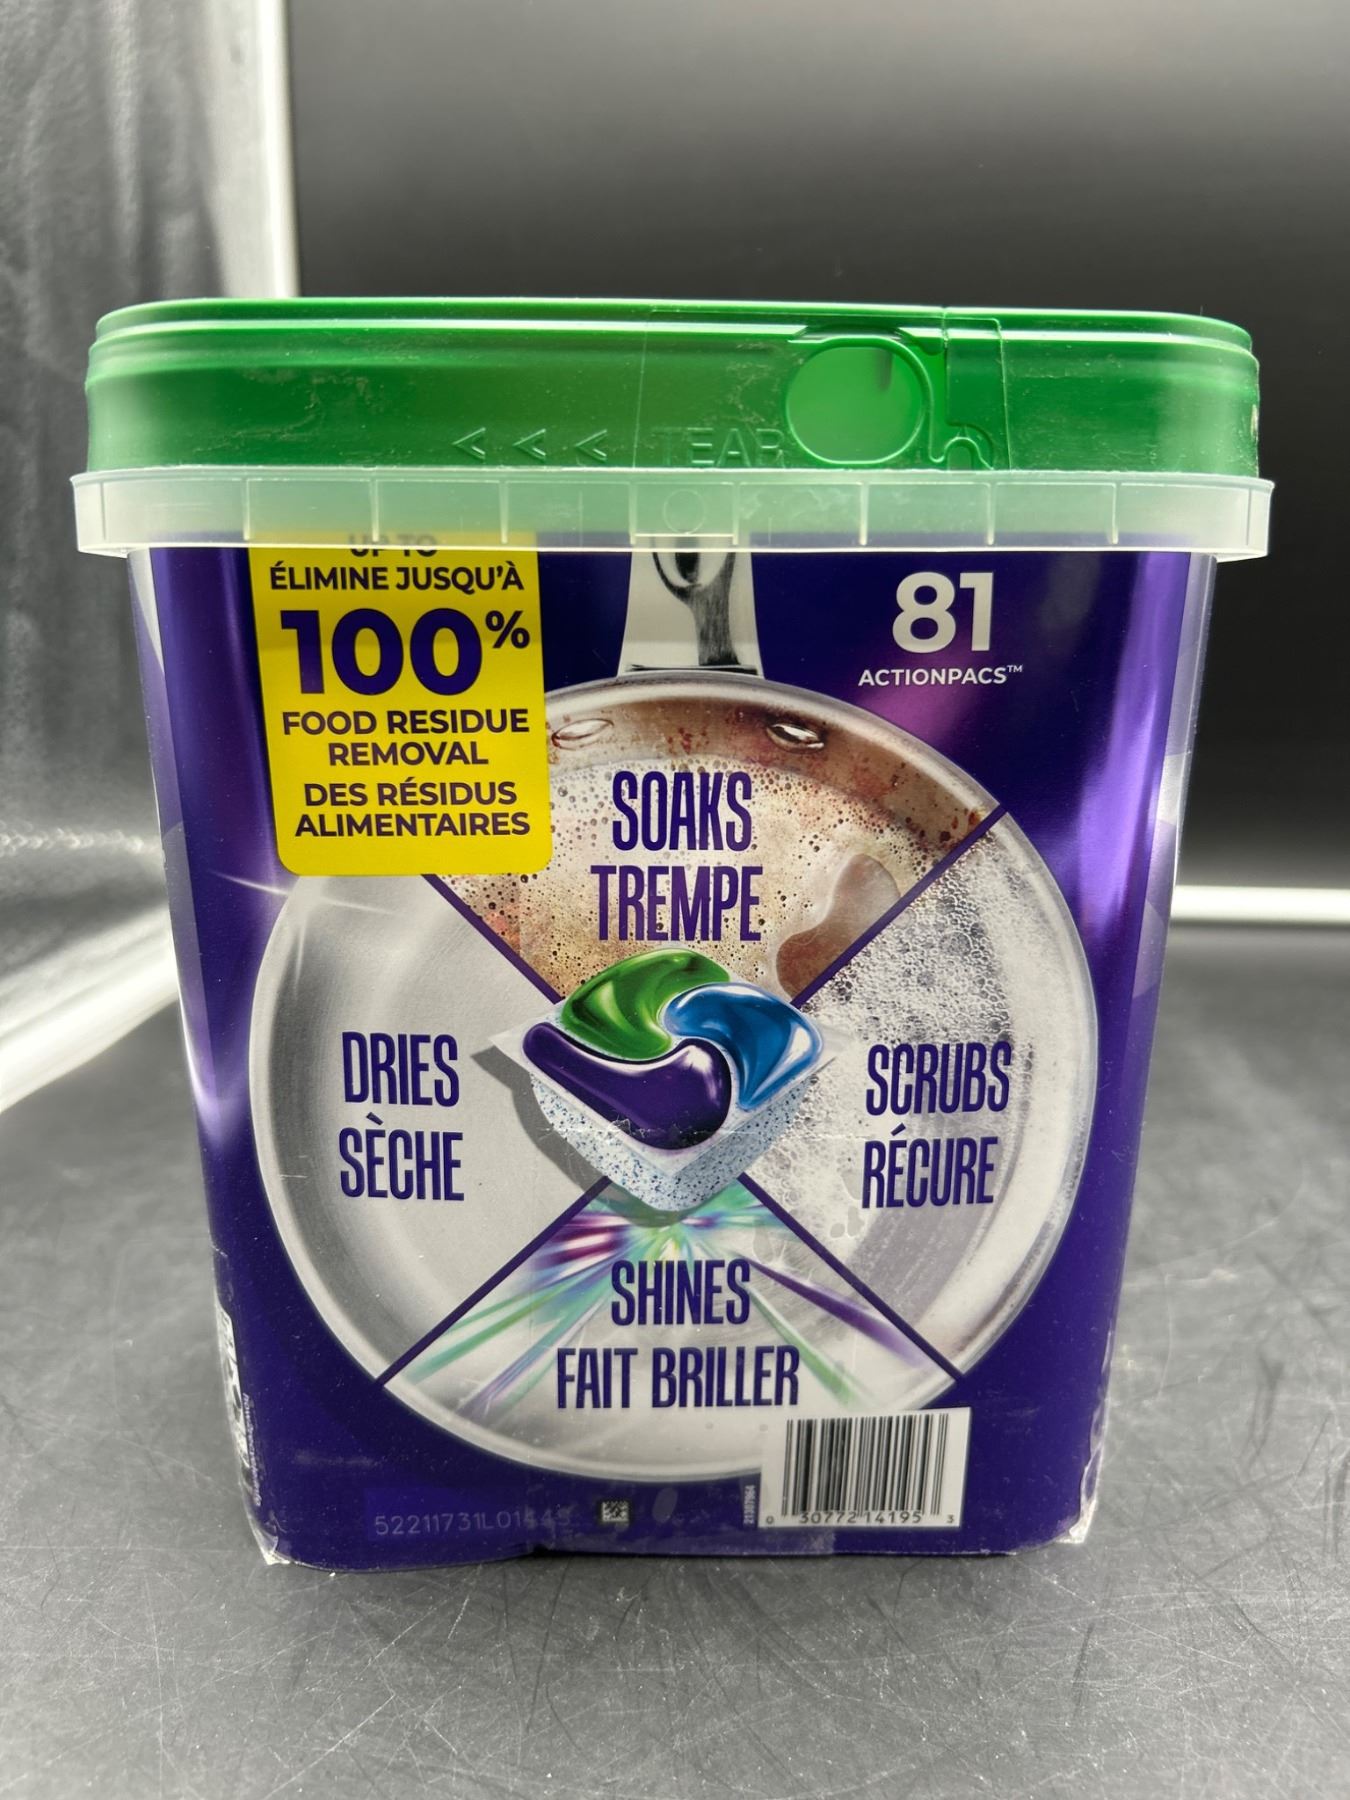 < < < TEAR
UP TO
ÉLIMINE JUSQU'À
100%
FOOD RESIDUE
REMOVAL
DES RÉSIDUS
ALIMENTAIRES
81
ACTIONPACS™
SOAKS
TREMPE
DRIES
SÈCHE
SCRUBS
RÉCURE
SHINES
FAIT BRILLER
21307964
0 30772 14195 3